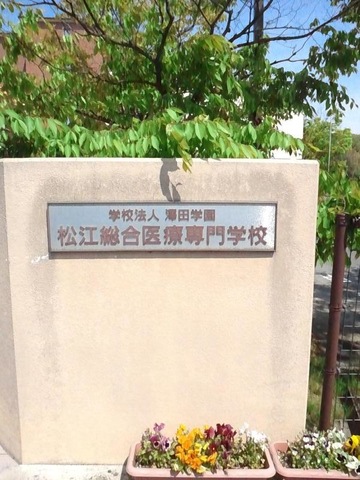 学校法人 澤田学園
松江総合医療専門学校